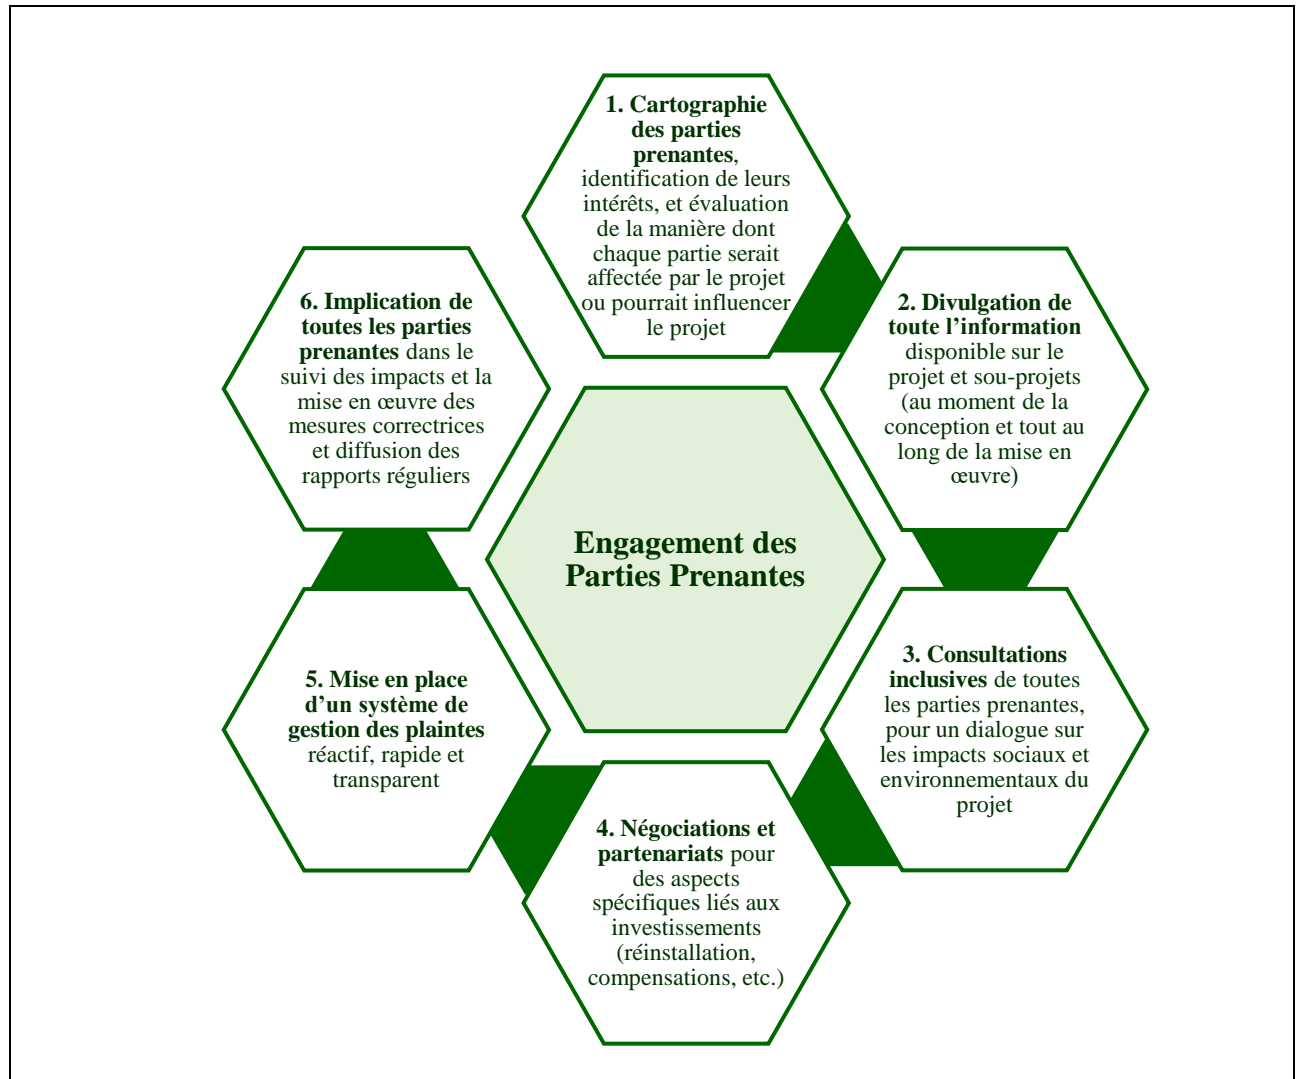 1. Cartographie
des parties
prenantes,
identification de leurs
intérêts, et évaluation
de la manière dont
chaque partie serait
affectée par le projet
ou pourrait influencer
le projet
2. Divulgation de
toute l’information
disponible sur le
projet et sou-projets
(au moment de la
conception et tout au
long de la mise en
œuvre)
3. Consultations
inclusives de toutes
les parties prenantes,
pour un dialogue sur
les impacts sociaux et
environnementaux du
projet
4. Négociations et
partenariats pour
des aspects
spécifiques liés aux
investissements
(réinstallation,
compensations, etc.)
5. Mise en place
d’un système de
gestion des plaintes
réactif, rapide et
transparent
6. Implication de
toutes les parties
prenantes dans le
suivi des impacts et la
mise en œuvre des
mesures correctrices
et diffusion des
rapports réguliers
Engagement des
Parties Prenantes